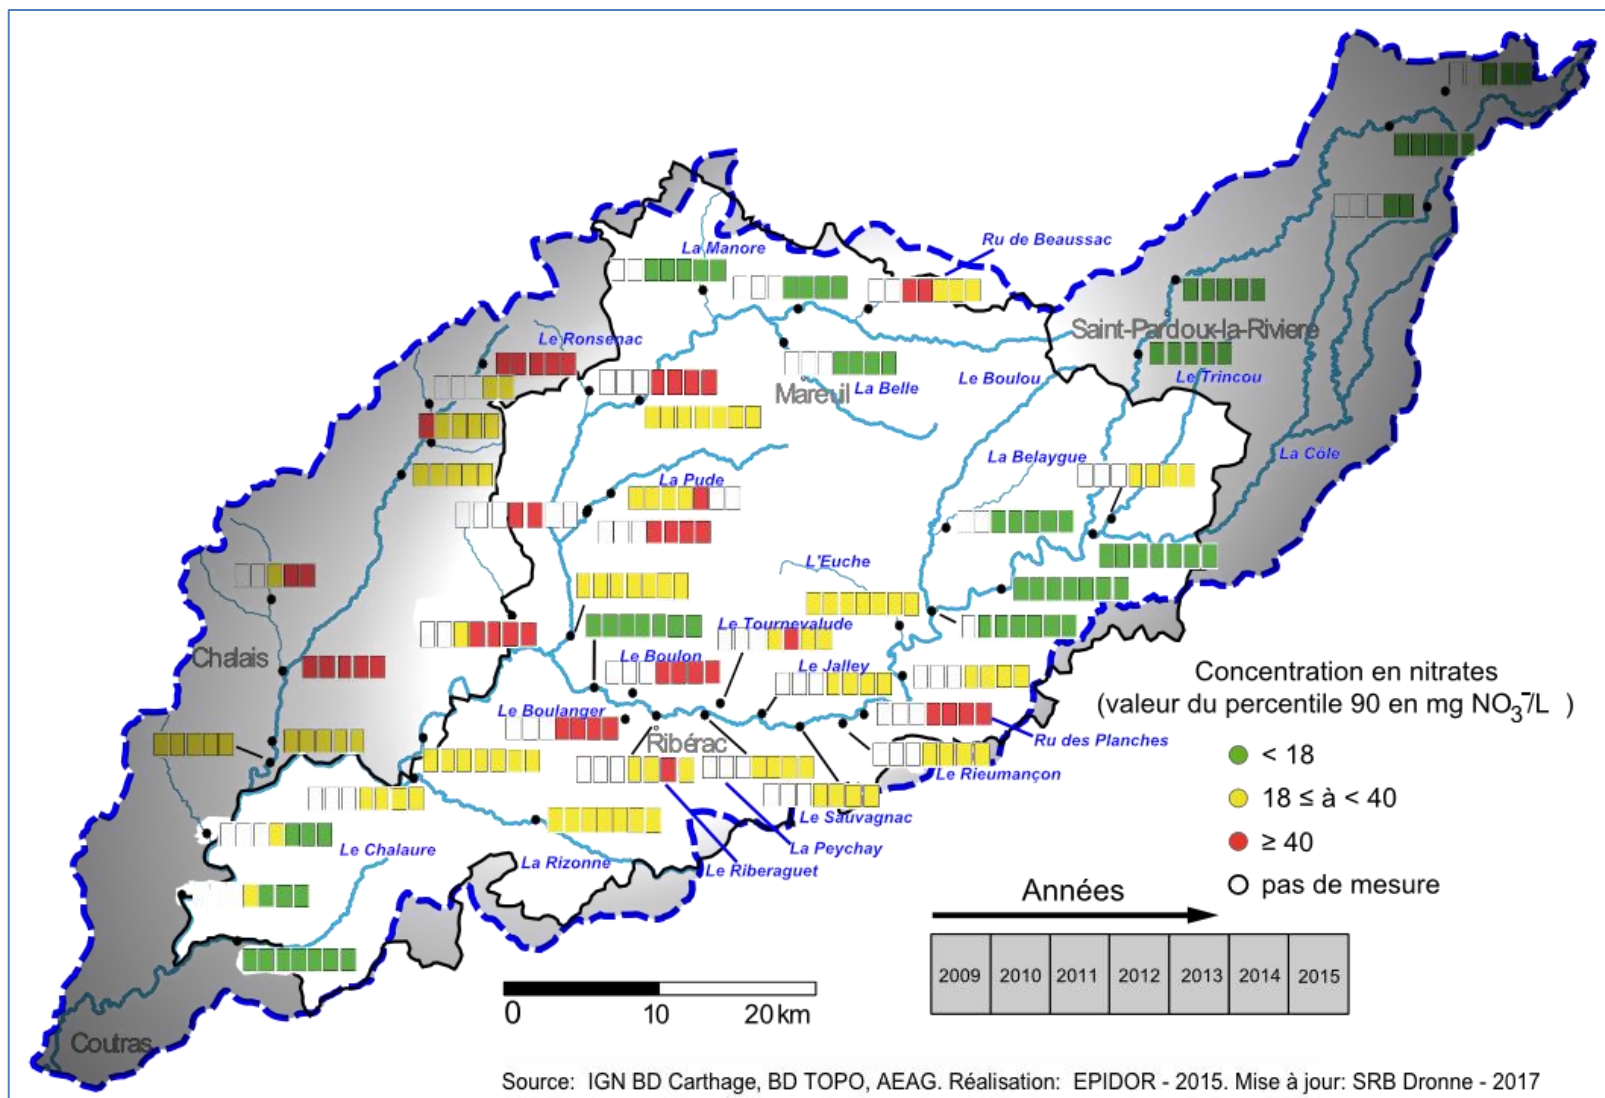 La Manore
Ru de Beaussac
Saint-Pardoux-la-Riviere
Le Ronsenac
Le Trincou
Le Boulou
La Belle
Mareuil
La Belaygue
La Côle
La Pude
L'Euche
Le Tournevalude
Chalais
Le Boulon
Le Jalley
Le Boulanger
Ribérac
Ru des Planches
Le Rieumançon
Le Sauvagnac
La Peychay
Le Riberaguet
La Rizonne
Le Chalaure
Coutras
Concentration en nitrates
(valeur du percentile 90 en mg NO3-/L )
< 18
18 ≤ à < 40
≥ 40
pas de mesure
Années
2009 2010 2011 2012 2013 2014 2015
0 10 20 km
Source: IGN BD Carthage, BD TOPO, AEAG. Réalisation: EPIDOR - 2015. Mise à jour: SRB Dronne - 2017